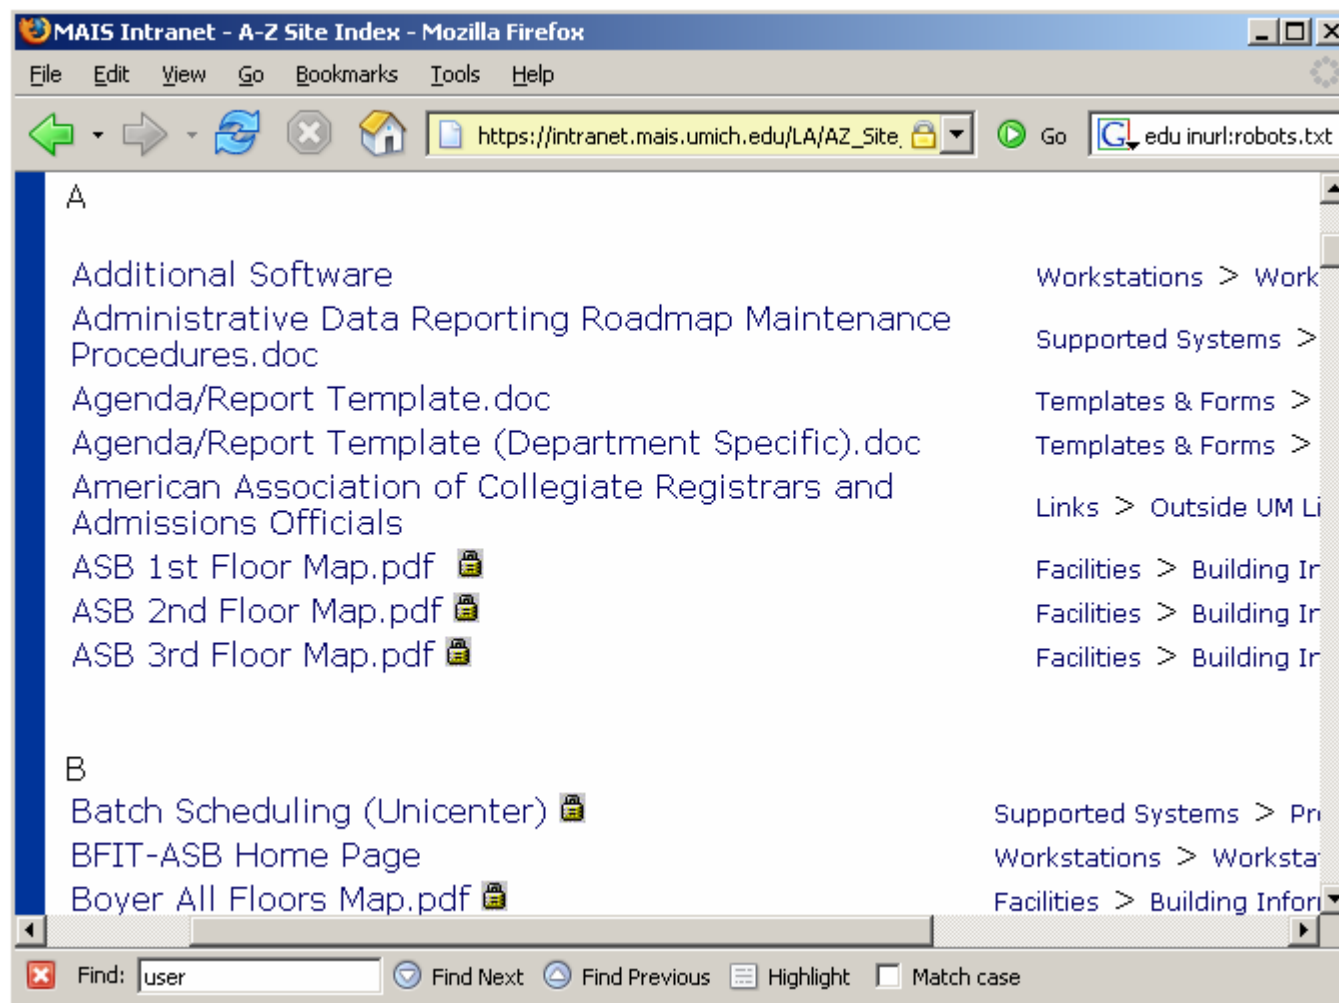 MAIS Intranet - A-Z Site Index - Mozilla Firefox
File Edit View Go Bookmarks Tools Help
https://intranet.mais.umich.edu/LA/AZ_Site_ Go G edu inurl:robots.txt
A
Additional Software Workstations > Work
Administrative Data Reporting Roadmap Maintenance
Procedures.doc Supported Systems >
Agenda/Report Template.doc Templates & Forms >
Agenda/Report Template (Department Specific).doc Templates & Forms >
American Association of Collegiate Registrars and
Admissions Officials Links > Outside UM Li
ASB 1st Floor Map.pdf Facilities > Building Ir
ASB 2nd Floor Map.pdf Facilities > Building Ir
ASB 3rd Floor Map.pdf Facilities > Building Ir
B
Batch Scheduling (Unicenter) Supported Systems > Pr
BFIT-ASB Home Page Workstations > Worksta
Boyer All Floors Map.pdf Facilities > Building Infor
Find: user Find Next Find Previous Highlight Match case